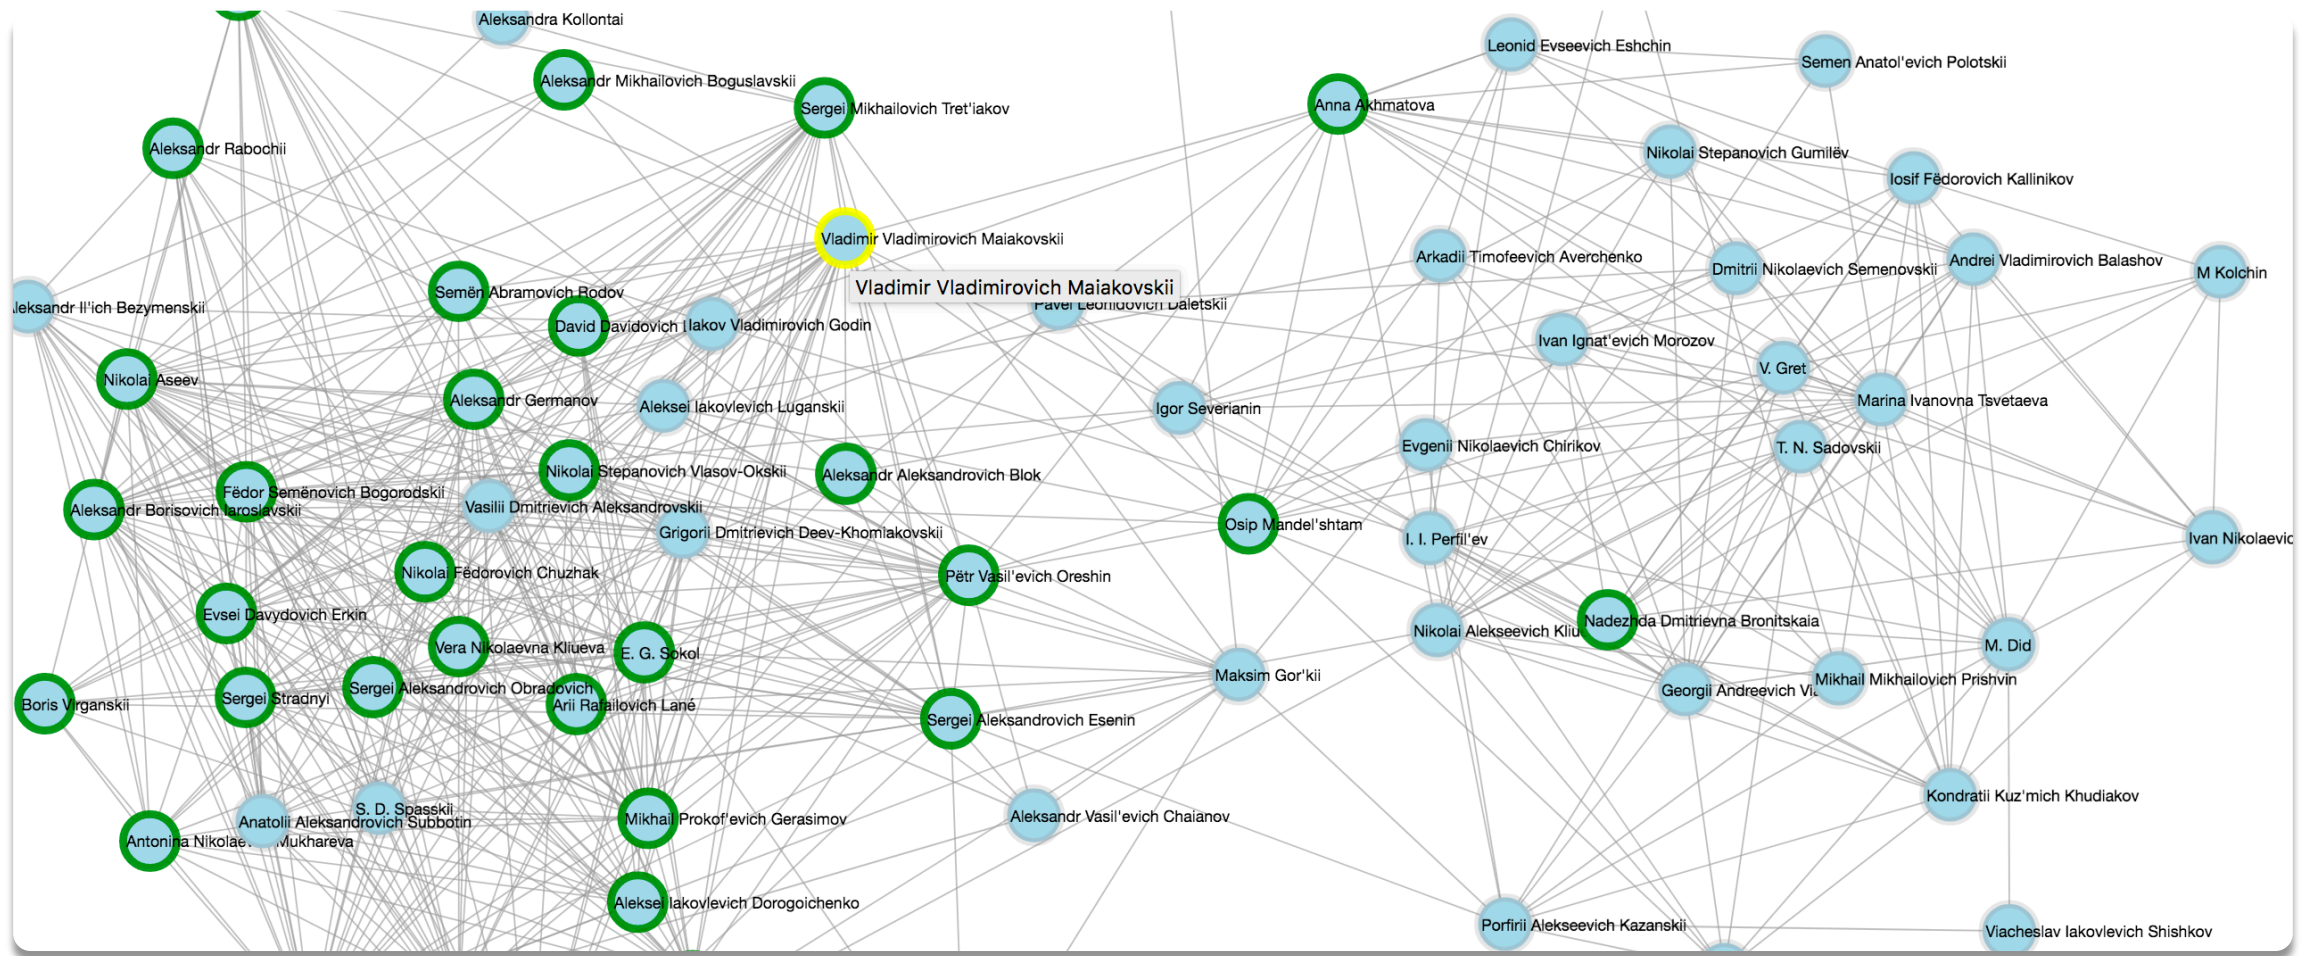 Aleksandra Kollontai
Leonid Evseevich Eshchin
Semen Anatol'evich Polotskii
Aleksandr Mikhailovich Boguslavskii
Sergei Mikhailovich Tret'iakov
Anna Akhmatova
Aleksandr Rabochii
Nikolai Stepanovich Gumilëv
Iosif Fëdorovich Kallinikov
Vladimir Vladimirovich Maiakovskii
Arkadii Timofeevich Averchenko
Dmitrii Nikolaevich Semenovskii
Andrei Vladimirovich Balashov
M Kolchin
Vladimir Vladimirovich Maiakovskii
Semën Abramovich Rodov
Pavel Leonidovich Daletskii
leksandr Il'ich Bezymenskii
David Davidovich
Iakov Vladimirovich Godin
Ivan Ignat'evich Morozov
V. Gret
Nikolai Aseev
Aleksandr Germanov
Aleksei Iakovlevich Luganskii
Igor Severianin
Marina Ivanovna Tsvetaeva
Evgenii Nikolaevich Chirikov
T. N. Sadovskii
Nikolai Stepanovich Vlasov-Okskii
Aleksandr Aleksandrovich Blok
Fëdor Semënovich Bogorodskii
Aleksandr Borisovich Iaroslavskii
Vasilii Dmitrievich Aleksandrovskii
Osip Mandel'shtam
Grigorii Dmitrievich Deev-Khomiakovskii
I. I. Perfil'ev
Ivan Nikolaevic
Nikolai Fëdorovich Chuzhak
Pëtr Vasil'evich Oreshin
Evsei Davydovich Erkin
Nadezhda Dmitrievna Bronitskaia
Nikolai Alekseevich Kliu
Vera Nikolaevna Kliueva
E. G. Sokol
M. Did
Maksim Gor'kii
Mikhail Mikhailovich Prishvin
Sergei Aleksandrovich Obradovich
Georgii Andreevich Via
Sergei Stradnyi
Boris Virganskii
Arii Rafailovich Lané
Sergei Aleksandrovich Esenin
Kondratii Kuz'mich Khudiakov
S. D. Spasskii
Anatolii Aleksandrovich Subbotin
Mikhail Prokof'evich Gerasimov
Aleksandr Vasil'evich Chaianov
Antonina Nikolae Mukhareva
Aleksei Iakovlevich Dorogoichenko
Porfirii Alekseevich Kazanskii
Viacheslav Iakovlevich Shishkov